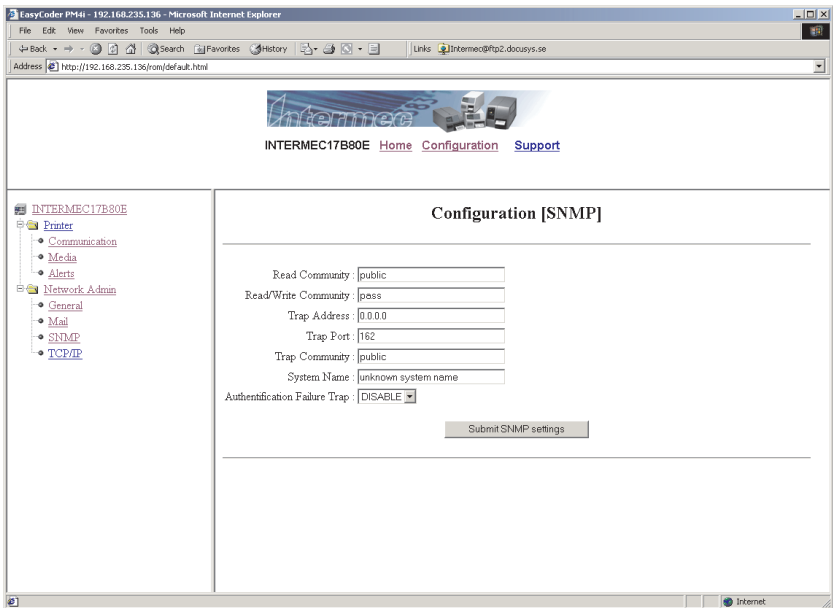 EasyCoder PM4i - 192.168.235.136 - Microsoft Internet Explorer
File Edit View Favorites Tools Help
Back Search Favorites History Links Intermec@ftp2.docusys.se
Address http://192.168.235.136/rom/default.html
Intermec
INTERMEC17B80E Home Configuration Support
INTERMEC17B80E
Printer
Communication
Media
Alerts
Network Admin
General
Mail
SNMP
TCP/IP
Configuration [SNMP]
Read Community : public
Read/Write Community : pass
Trap Address : 0.0.0.0
Trap Port : 162
Trap Community : public
System Name : unknown system name
Authentification Failure Trap : DISABLE
Submit SNMP settings
Internet